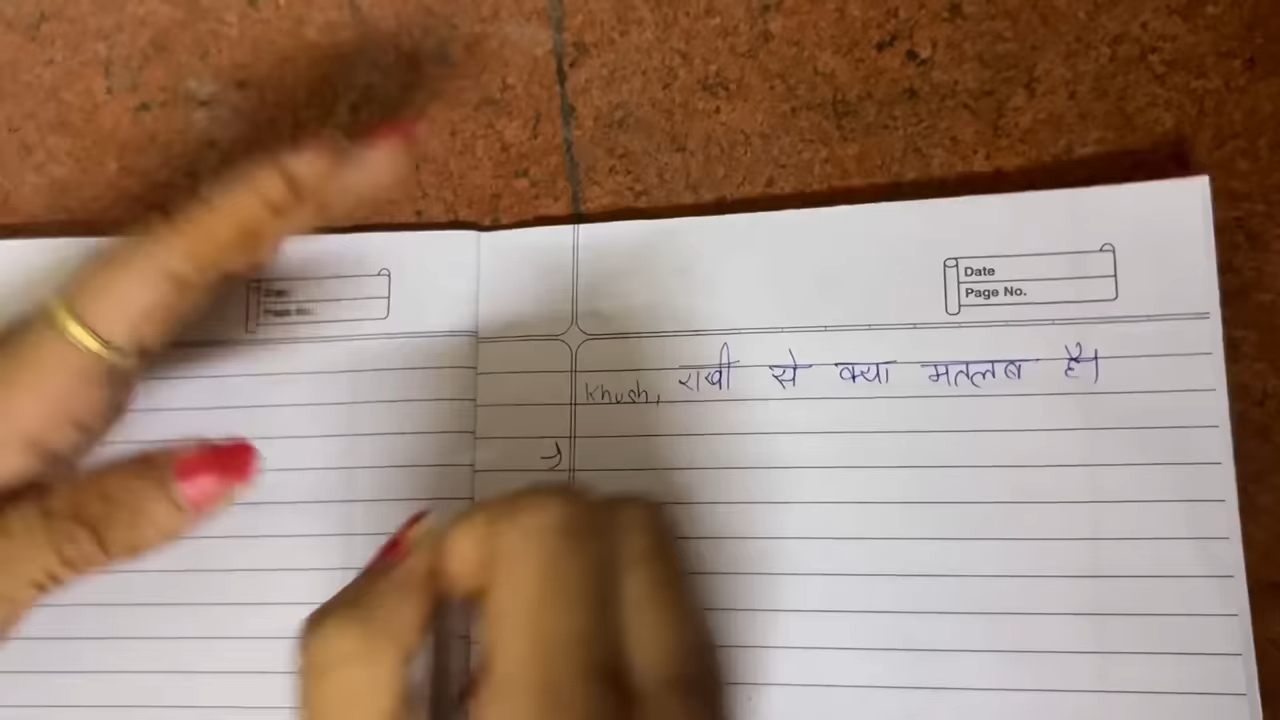 Date
Page No.
Khush, राखी से क्या मतलब है।